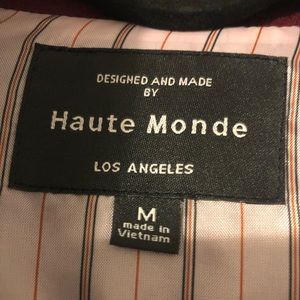 DESIGNED AND MADE
BY
Haute Monde
LOS ANGELES
M
made in
Vietnam